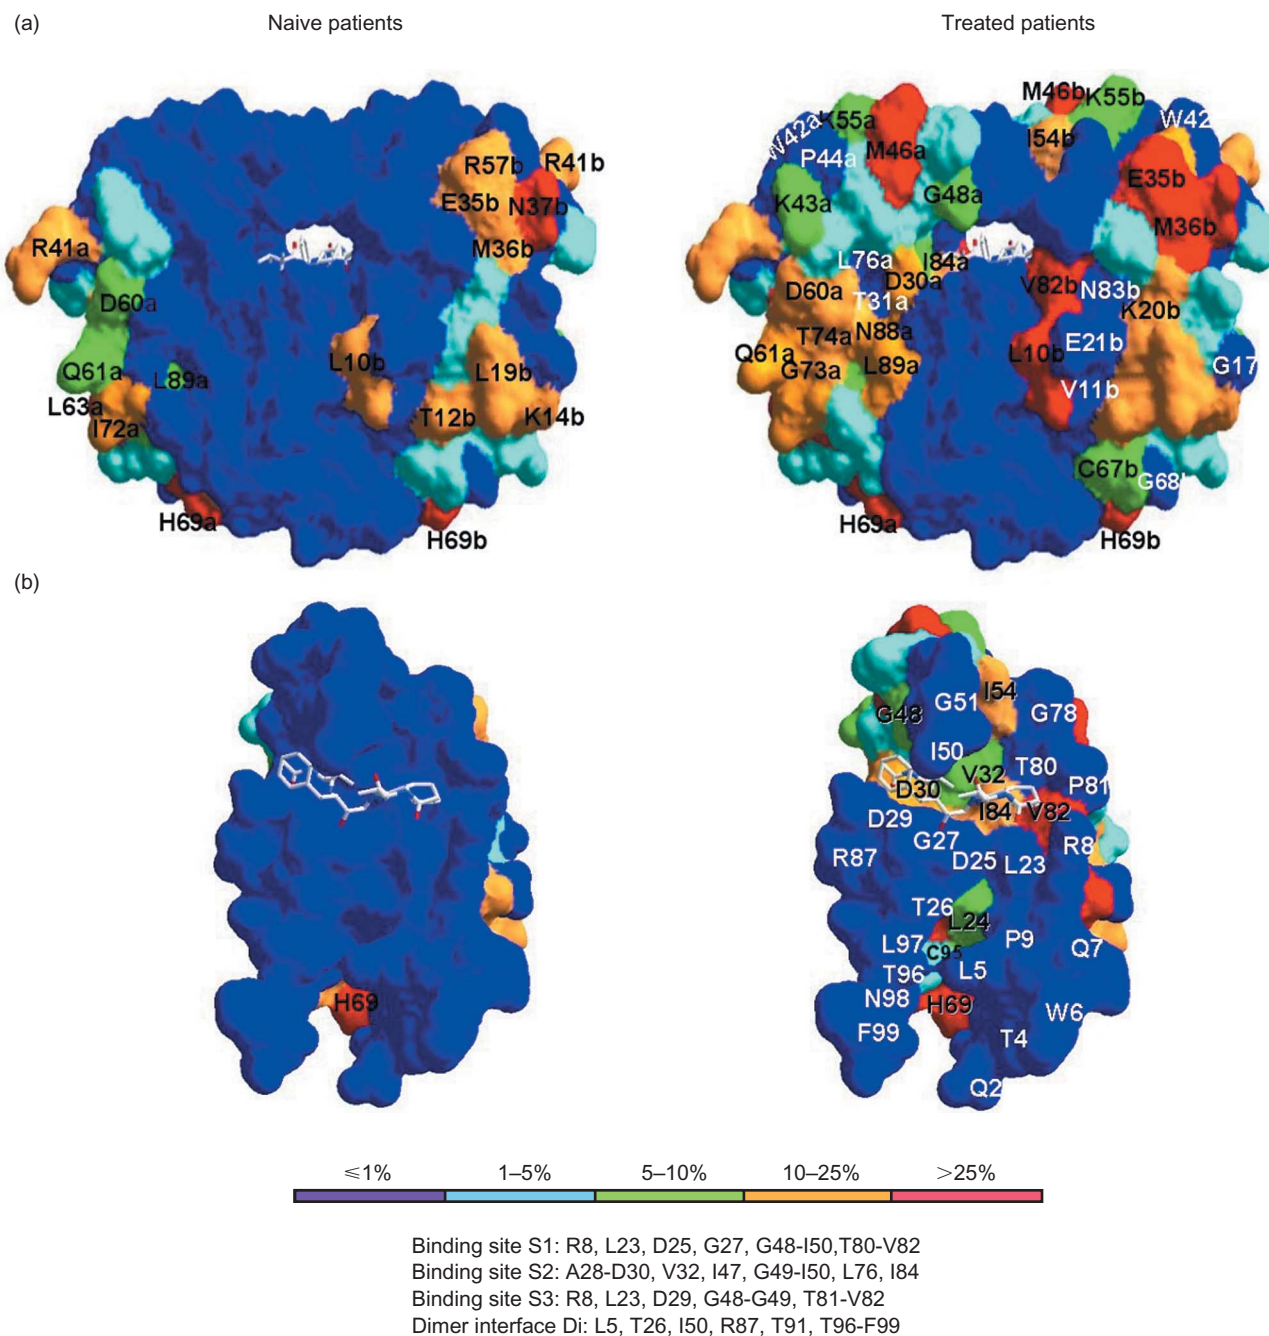 (a) Naive patients Treated patients
M46b
K55b
W42a
K55a
I54b
W42
P44a
M46a
R57b
R41b
E35b
G48a
K43a
E35b
N37b
M36b
R41a
M36b
L76a
I84a
D60a
D30a
V82b
N83b
D60a
T31a
K20b
T74a
N88a
Q61a
L10b
E21b
L10b
L89a
Q61a
G73a
L89a
L19b
G17
L63a
V11b
I72a
T12b
K14b
C67b
G68
H69a
H69a
H69b
H69b
(b)
I54
G51
G78
G48
I50
T80
V32
P81
D30
I84
V82
D29
G27
R8
R87
D25
L23
T26
L24
P9
L97
C95
Q7
T96
L5
H69
N98
H69
W6
F99
T4
Q2
≤1% 1–5% 5–10% 10–25% >25%
Binding site S1: R8, L23, D25, G27, G48-I50,T80-V82
Binding site S2: A28-D30, V32, I47, G49-I50, L76, I84
Binding site S3: R8, L23, D29, G48-G49, T81-V82
Dimer interface Di: L5, T26, I50, R87, T91, T96-F99